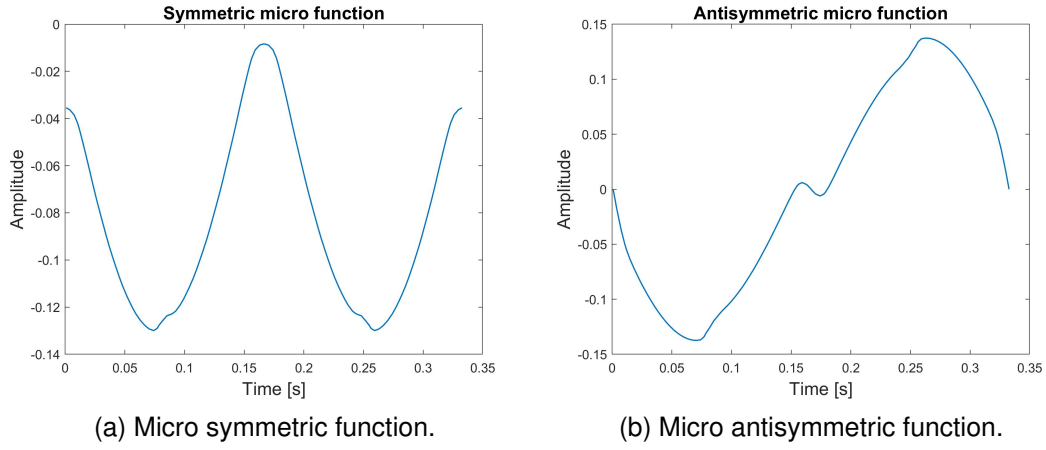 Symmetric micro function
0
-0.02
-0.04
-0.06
-0.08
-0.1
-0.12
-0.14
Amplitude
0 0.05 0.1 0.15 0.2 0.25 0.3 0.35
Time [s]
(a) Micro symmetric function.
Antisymmetric micro function
0.15
0.1
0.05
0
-0.05
-0.1
-0.15
Amplitude
0 0.05 0.1 0.15 0.2 0.25 0.3 0.35
Time [s]
(b) Micro antisymmetric function.